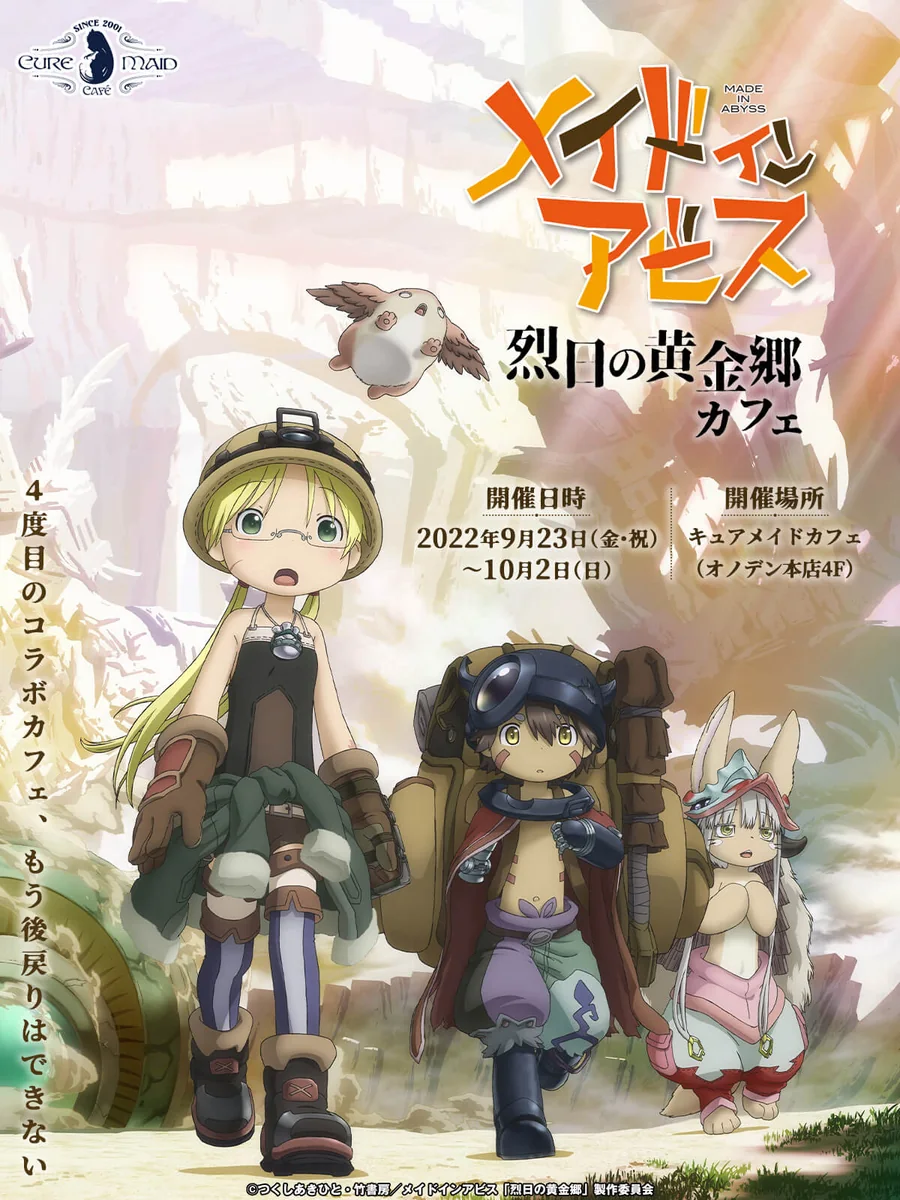 SINCE 2001
CURE MAID
Café
MADE
IN
ABYSS
メイドイン
アビス
烈日の黄金郷
カフェ
開催日時
2022年9月23日(金・祝)
～10月2日(日)
開催場所
キュアメイドカフェ
(オノデン本店4F)
4度目のコラボカフェ、もう後戻りはできない
©つくしあきひと・竹書房／メイドインアビス「烈日の黄金郷」製作委員会